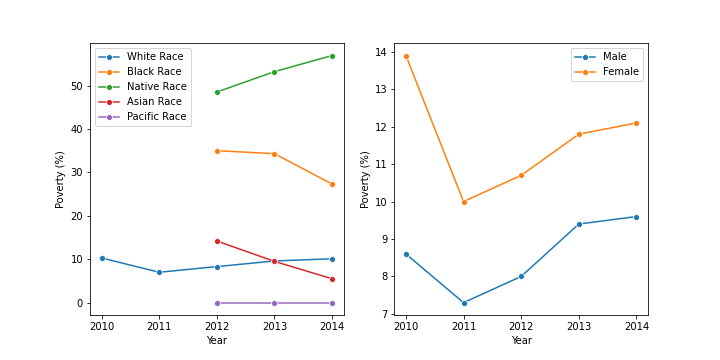 White Race
Black Race
Native Race
Asian Race
Pacific Race
50
40
30
20
10
0
Poverty (%)
2010 2011 2012 2013 2014
Year
Male
Female
14
13
12
11
10
9
8
7
Poverty (%)
2010 2011 2012 2013 2014
Year